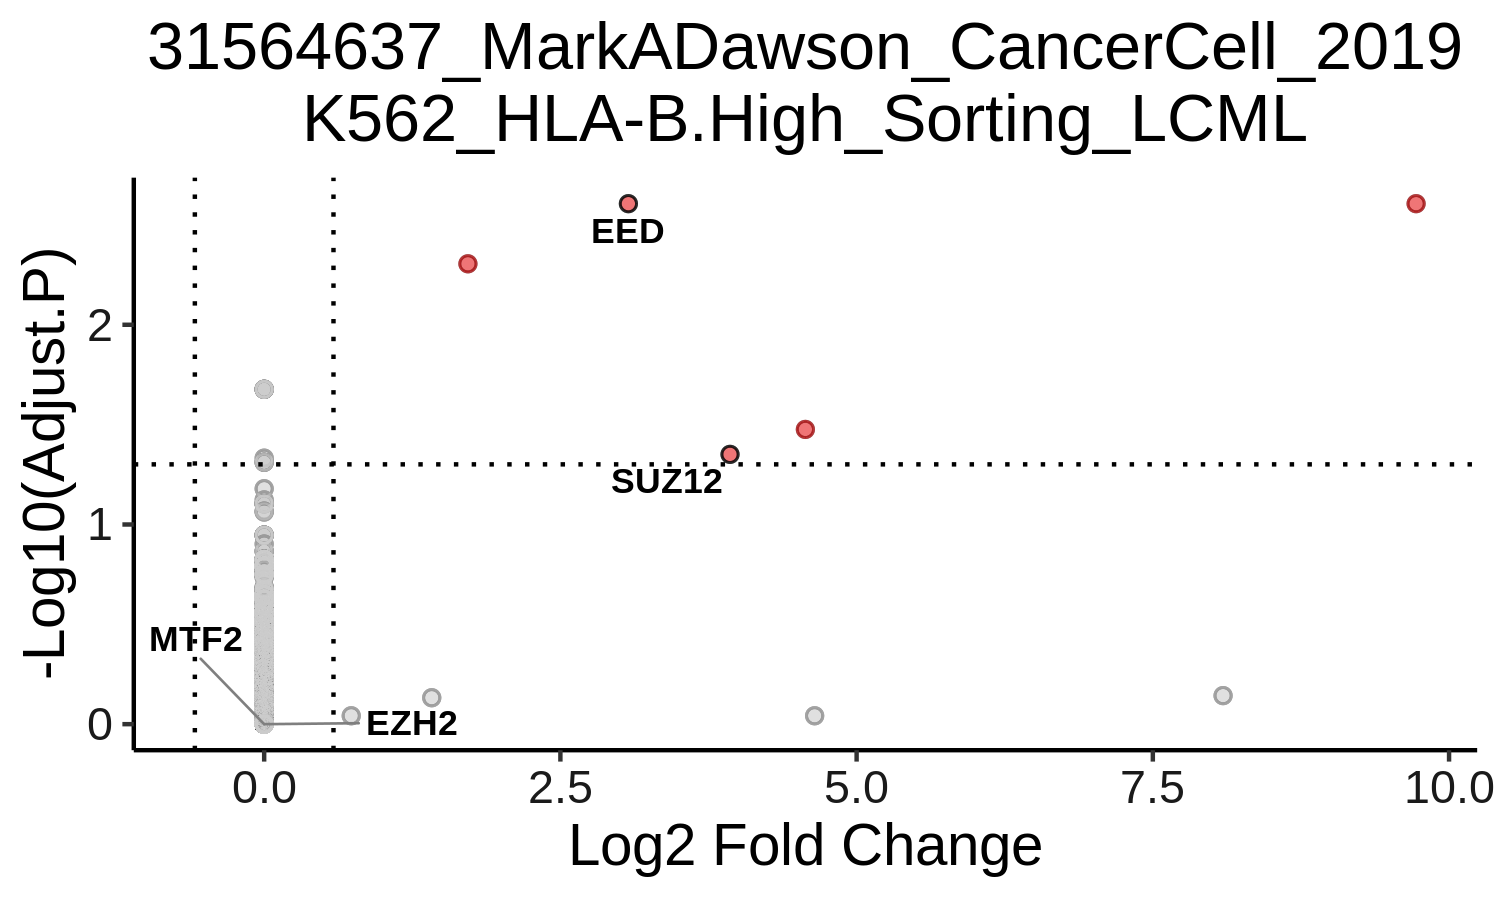 31564637_MarkADawson_CancerCell_2019
K562_HLA-B.High_Sorting_LCML
-Log10(Adjust.P)
2
1
0
EED
SUZ12
MTF2
EZH2
0.0 2.5 5.0 7.5 10.0
Log2 Fold Change